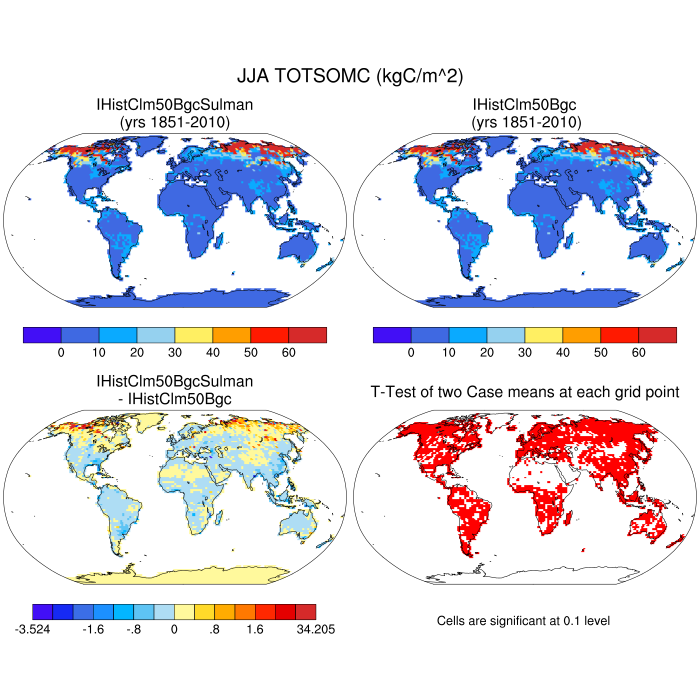 JJA TOTSOMC (kgC/m^2)
IHistClm50BgcSulman
(yrs 1851-2010)
IHistClm50Bgc
(yrs 1851-2010)
0 10 20 30 40 50 60
0 10 20 30 40 50 60
IHistClm50BgcSulman
- IHistClm50Bgc
T-Test of two Case means at each grid point
-3.524 -1.6 -.8 0 .8 1.6 34.205
Cells are significant at 0.1 level